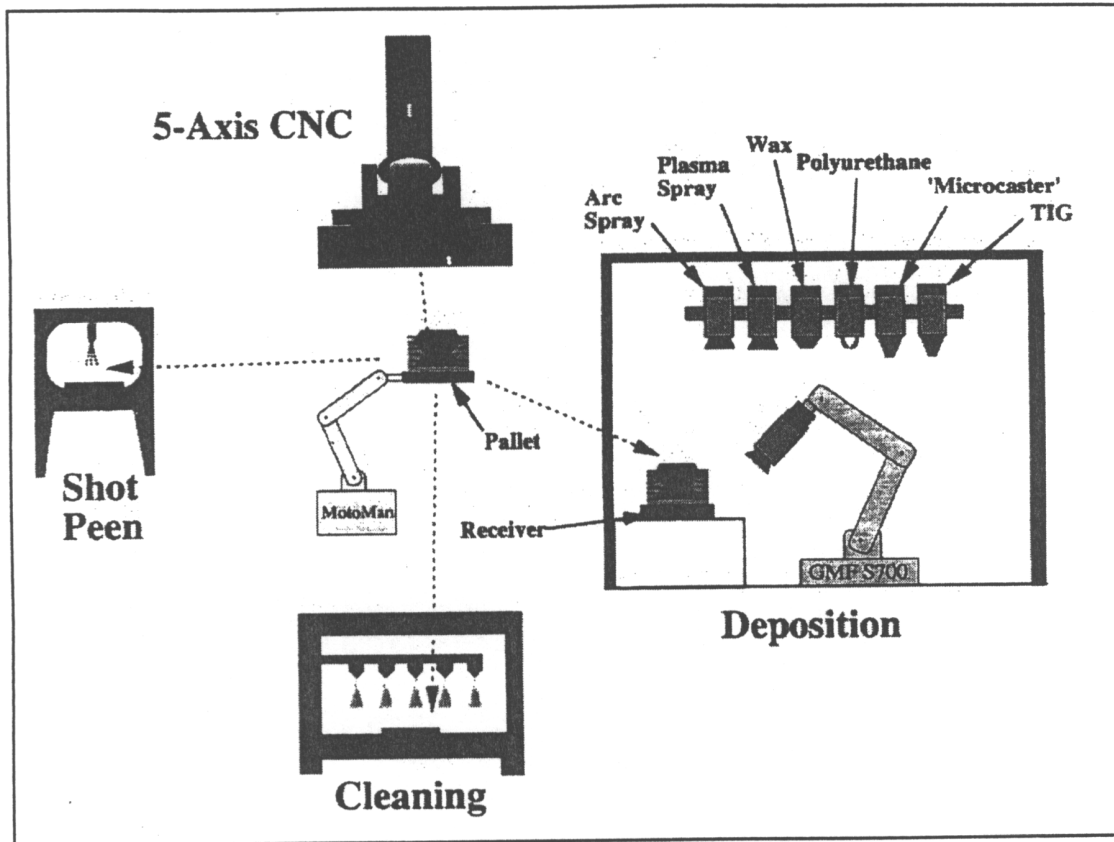 5-Axis CNC
Wax
Plasma
Spray
Polyurethane
Arc
Spray
'Microcaster'
TIG
Shot
Peen
Pallet
MotoMan
Receiver
GMF S700
Deposition
Cleaning